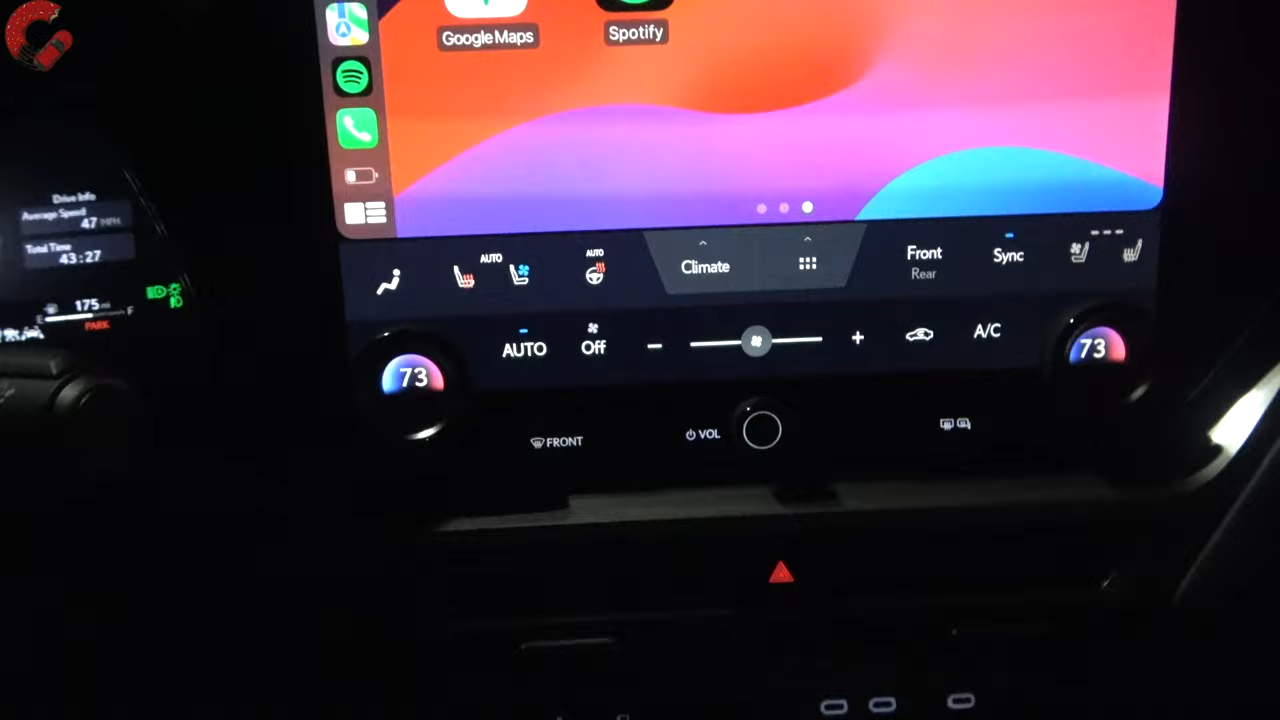 Google Maps
Spotify
Drive Info
Average Speed
47 MPH
Total Time
43:27
175 mi
E
F
PARK
AUTO
AUTO
Climate
Front
Rear
Sync
73
AUTO
Off
A/C
73
FRONT
VOL